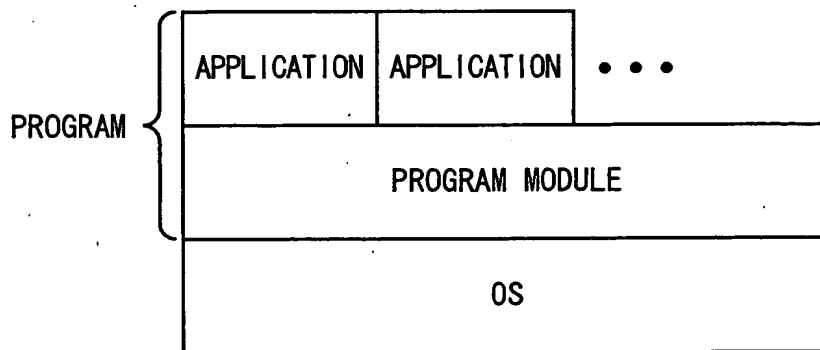 APPLICATION APPLICATION • • •
PROGRAM
PROGRAM MODULE
OS